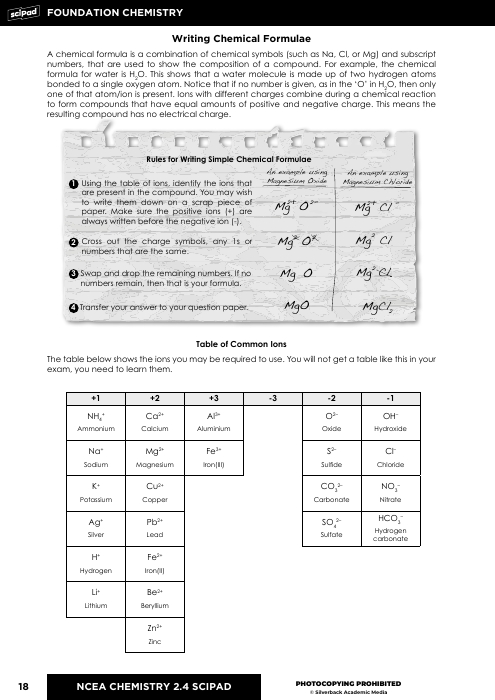 scipad FOUNDATION CHEMISTRY
Writing Chemical Formulae
A chemical formula is a combination of chemical symbols (such as Na, Cl, or Mg) and subscript
numbers, that are used to show the composition of a compound. For example, the chemical
formula for water is H₂O. This shows that a water molecule is made up of two hydrogen atoms
bonded to a single oxygen atom. Notice that if no number is given, as in the 'O' in H₂O, then only
one of that atom/ion is present. Ions with different charges combine during a chemical reaction
to form compounds that have equal amounts of positive and negative charge. This means the
resulting compound has no electrical charge.
Rules for Writing Simple Chemical Formulae
An example using
Magnesium Oxide
An example using
Magnesium Chloride
1 Using the table of ions, identify the ions that
are present in the compound. You may wish
to write them down on a scrap piece of
paper. Make sure the positive ions (+) are
always written before the negative ion (-).
Mg²⁺ O²⁻
Mg²⁺ Cl⁻
2 Cross out the charge symbols, any 1s or
numbers that are the same.
Mg²⁺ O²⁻
Mg² Cl
3 Swap and drop the remaining numbers. If no
numbers remain, then that is your formula.
Mg O
Mg² Cl₂
4 Transfer your answer to your question paper.
MgO
MgCl₂
Table of Common Ions
The table below shows the ions you may be required to use. You will not get a table like this in your
exam, you need to learn them.
+1 +2 +3 -3 -2 -1
NH₄⁺ Ca²⁺ Al³⁺ O²⁻ OH⁻
Ammonium Calcium Aluminium Oxide Hydroxide
Na⁺ Mg²⁺ Fe³⁺ S²⁻ Cl⁻
Sodium Magnesium Iron(III) Sulfide Chloride
K⁺ Cu²⁺ CO₃²⁻ NO₃⁻
Potassium Copper Carbonate Nitrate
Ag⁺ Pb²⁺ SO₄²⁻ HCO₃⁻
Silver Lead Sulfate Hydrogen
carbonate
H⁺ Fe²⁺
Hydrogen Iron(II)
Li⁺ Be²⁺
Lithium Beryllium
Zn²⁺
Zinc
18 NCEA CHEMISTRY 2.4 SCIPAD
PHOTOCOPYING PROHIBITED
© Silverback Academic Media